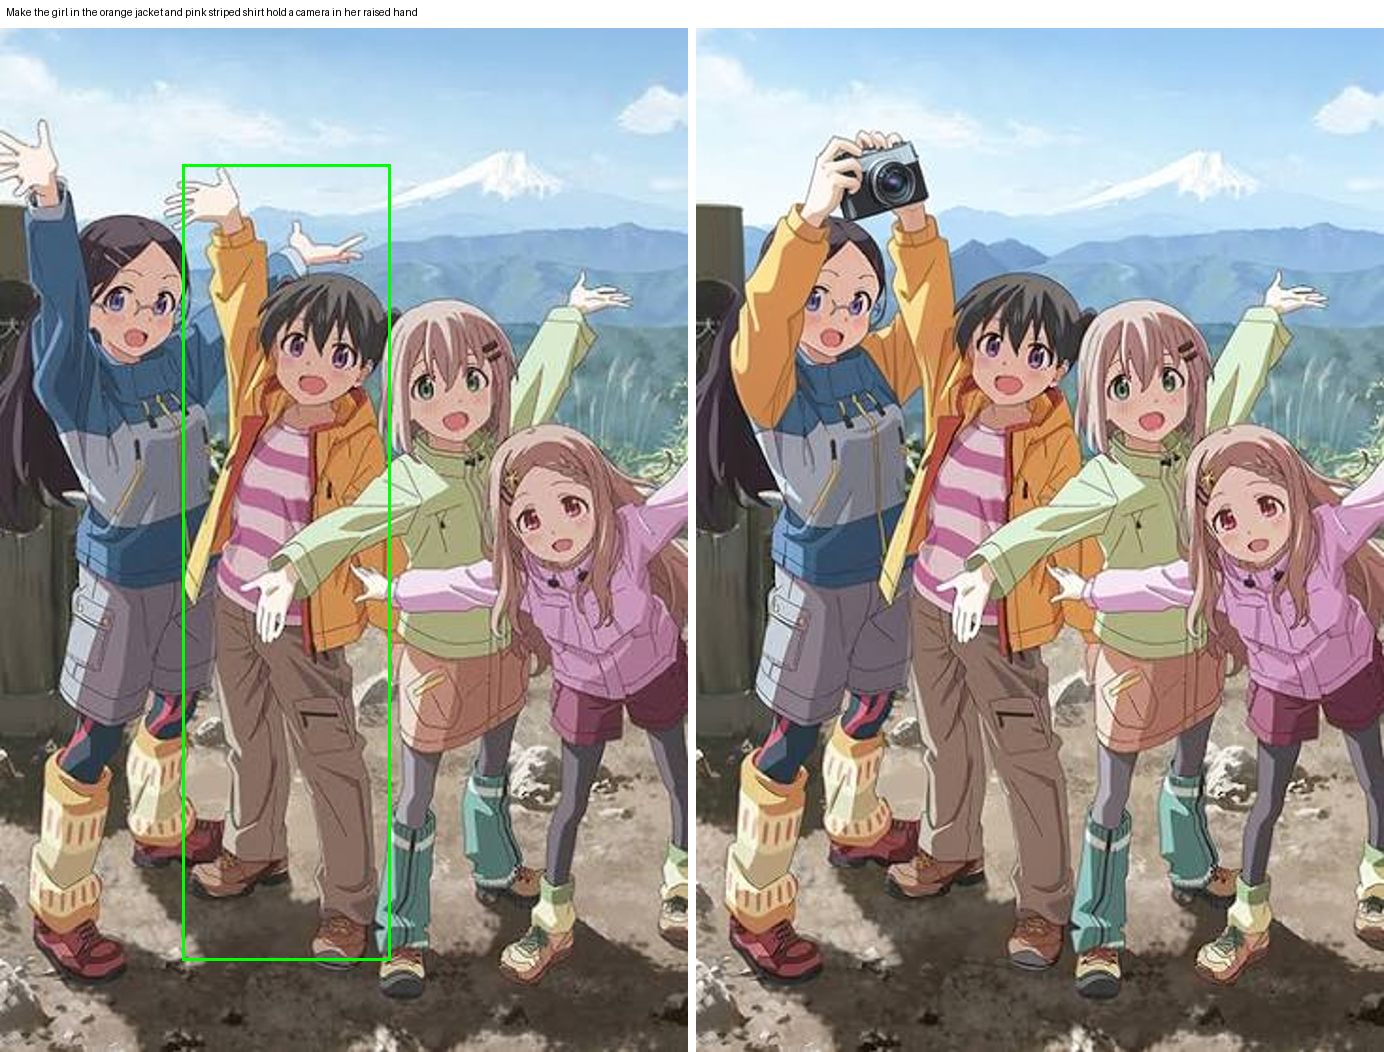 Make the girl in the orange jacket and pink striped shirt hold a camera in her raised hand